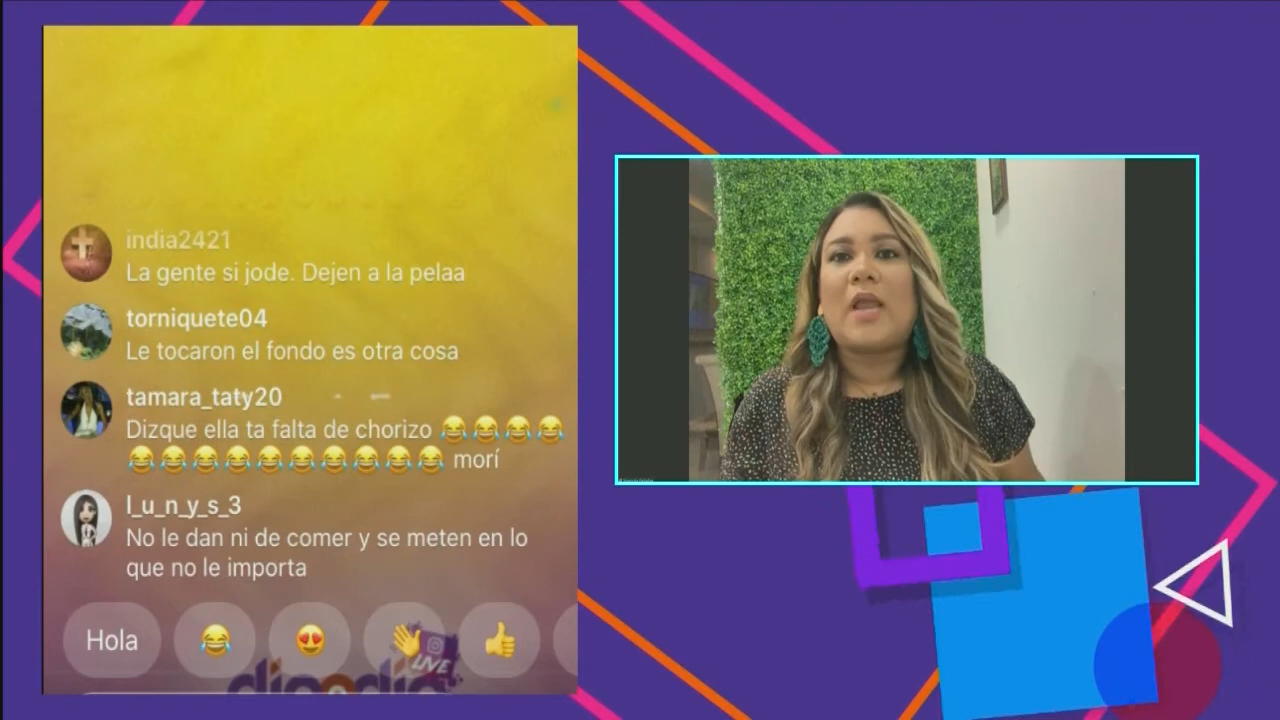 india2421
La gente si jode. Dejen a la pelaa
torniquete04
Le tocaron el fondo es otra cosa
tamara_taty20
Dizque ella ta falta de chorizo 😂😂😂😂
😂😂😂😂😂😂😂😂😂😂 morí
l_u_n_y_s_3
No le dan ni de comer y se meten en lo
que no le importa
Hola 😂 😍 👋 👍
LIVE